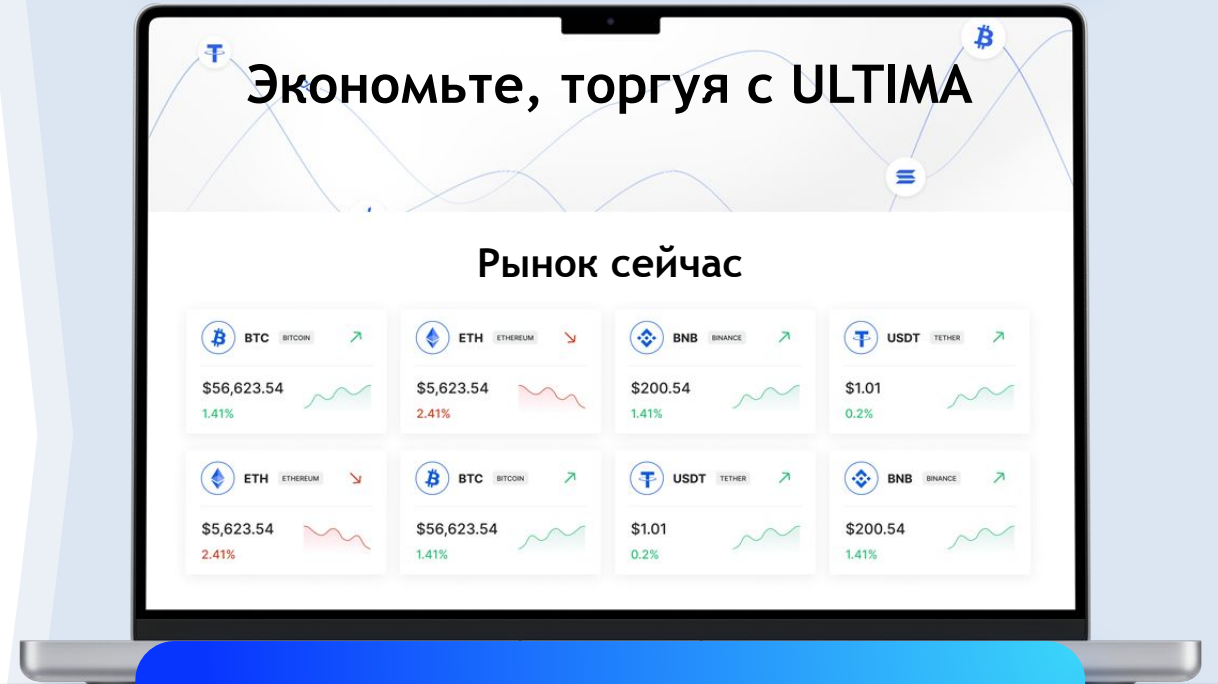 Экономьте, торгуя с ULTIMA
Рынок сейчас
BTC BITCOIN
$56,623.54
1.41%
ETH ETHEREUM
$5,623.54
2.41%
BNB BINANCE
$200.54
1.41%
USDT TETHER
$1.01
0.2%
ETH ETHEREUM
$5,623.54
2.41%
BTC BITCOIN
$56,623.54
1.41%
USDT TETHER
$1.01
0.2%
BNB BINANCE
$200.54
1.41%